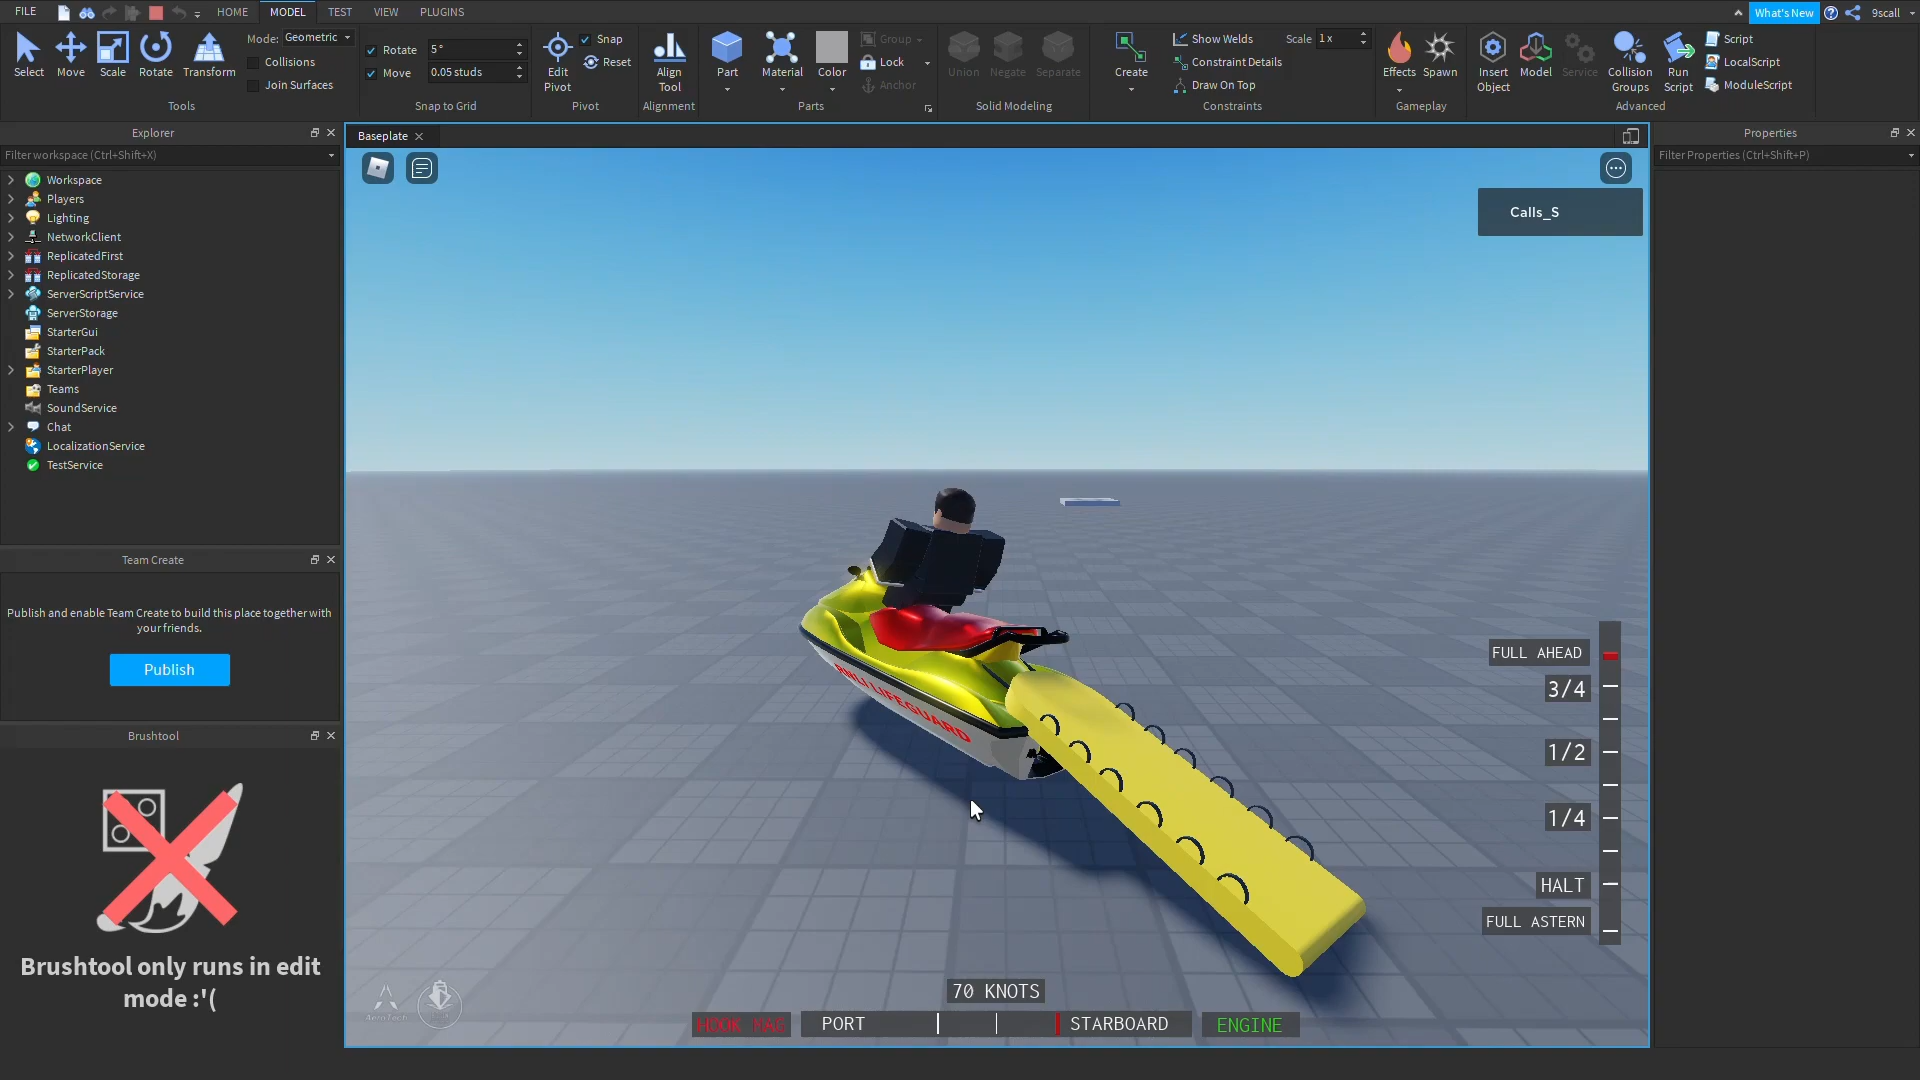 FILE
HOME
MODEL
TEST
VIEW
PLUGINS
What's New
9scall
Select
Move
Scale
Rotate
Transform
Mode:
Geometric
Collisions
Join Surfaces
Tools
Rotate
5°
Move
0.05 studs
Snap to Grid
Edit
Pivot
Snap
Reset
Pivot
Align
Tool
Alignment
Part
Material
Color
Group
Lock
Anchor
Parts
Union
Negate
Separate
Solid Modeling
Create
Show Welds
Scale
1 x
Constraint Details
Draw On Top
Constraints
Effects
Spawn
Gameplay
Insert
Object
Model
Service
Collision
Groups
Run
Script
Script
LocalScript
ModuleScript
Advanced
Explorer
Filter workspace (Ctrl+Shift+X)
Workspace
Players
Lighting
NetworkClient
ReplicatedFirst
ReplicatedStorage
ServerScriptService
ServerStorage
StarterGui
StarterPack
StarterPlayer
Teams
SoundService
Chat
LocalizationService
TestService
Team Create
Publish and enable Team Create to build this place together with
your friends.
Publish
Brushtool
Brushtool only runs in edit
mode :'(
Baseplate
Calls_S
RNLI LIFEGUARD
FULL AHEAD
3/4
1/2
1/4
HALT
FULL ASTERN
70 KNOTS
PORT
STARBOARD
ENGINE
AeroTech
Properties
Filter Properties (Ctrl+Shift+P)